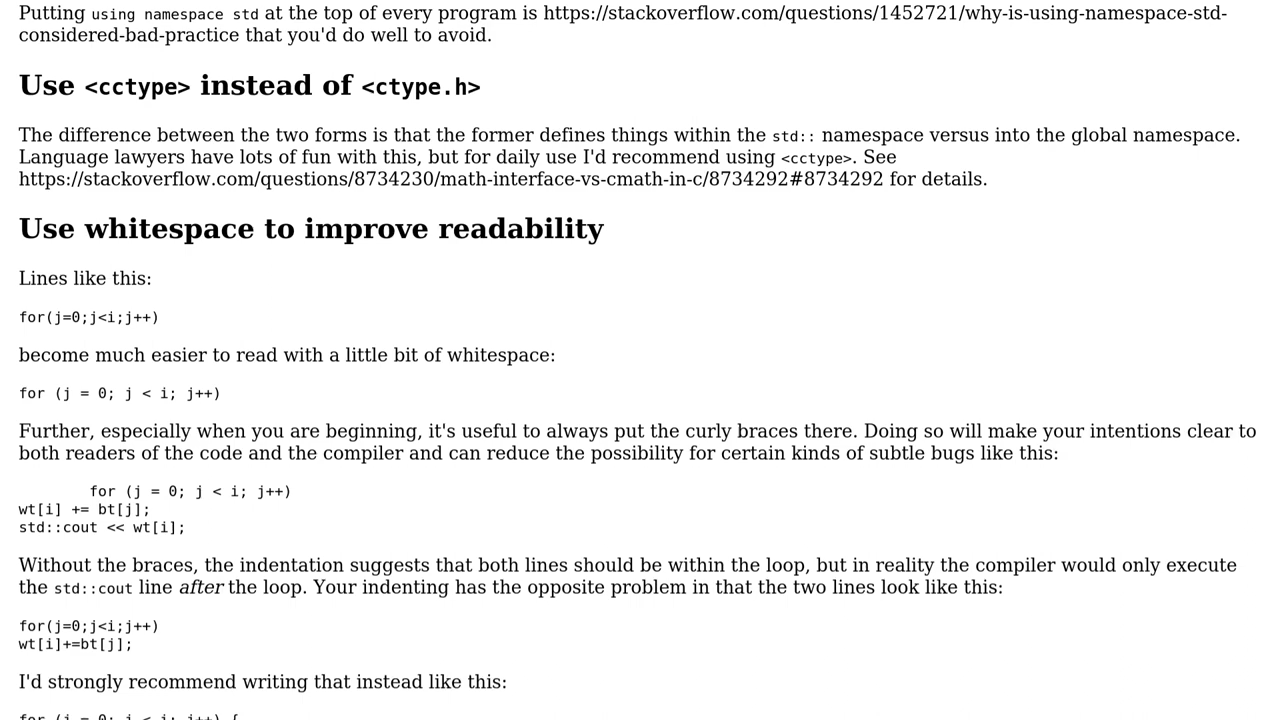 Putting using namespace std at the top of every program is https://stackoverflow.com/questions/1452721/why-is-using-namespace-std-
considered-bad-practice that you'd do well to avoid.
Use <cctype> instead of <ctype.h>
The difference between the two forms is that the former defines things within the std:: namespace versus into the global namespace.
Language lawyers have lots of fun with this, but for daily use I'd recommend using <cctype>. See
https://stackoverflow.com/questions/8734230/math-interface-vs-cmath-in-c/8734292#8734292 for details.
Use whitespace to improve readability
Lines like this:
for(j=0;j<i;j++)
become much easier to read with a little bit of whitespace:
for (j = 0; j < i; j++)
Further, especially when you are beginning, it's useful to always put the curly braces there. Doing so will make your intentions clear to
both readers of the code and the compiler and can reduce the possibility for certain kinds of subtle bugs like this:
        for (j = 0; j < i; j++)
wt[i] += bt[j];
std::cout << wt[i];
Without the braces, the indentation suggests that both lines should be within the loop, but in reality the compiler would only execute
the std::cout line after the loop. Your indenting has the opposite problem in that the two lines look like this:
for(j=0;j<i;j++)
wt[i]+=bt[j];
I'd strongly recommend writing that instead like this:
for (j = 0; j < i; j++) {